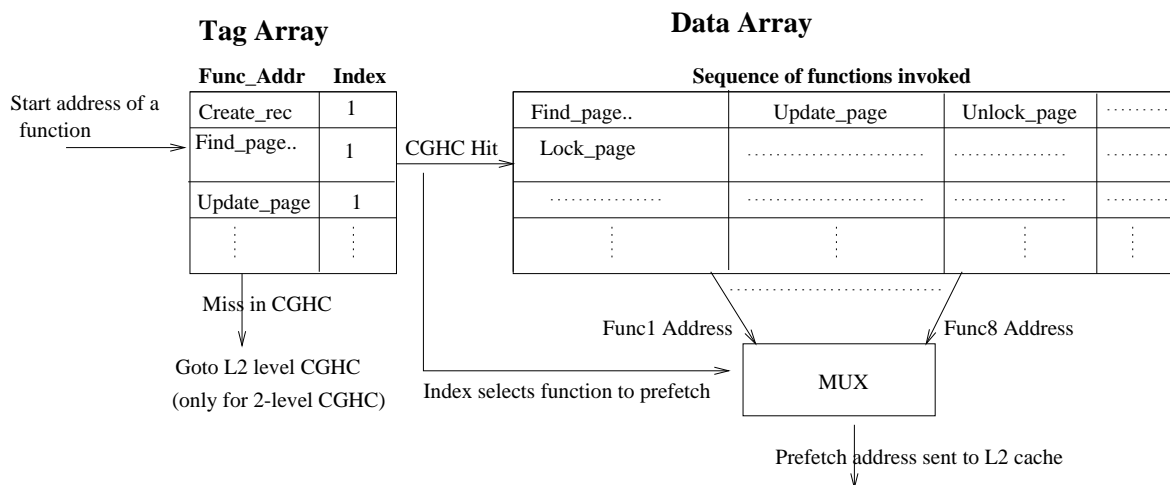 Tag Array
Data Array
Func_Addr Index
Sequence of functions invoked
Start address of a
function
Create_rec 1
Find_page.. 1
Update_page 1
CGHC Hit
Find_page.. Update_page Unlock_page
Lock_page
Miss in CGHC
Goto L2 level CGHC
(only for 2-level CGHC)
Func1 Address
Func8 Address
Index selects function to prefetch
MUX
Prefetch address sent to L2 cache